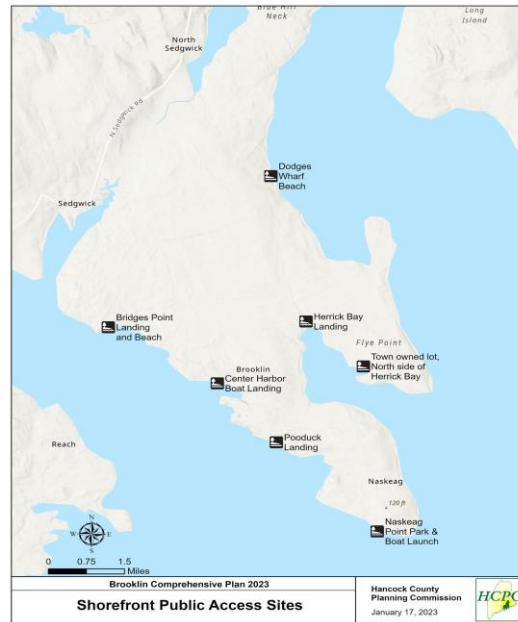 Blue Hill
Neck
Long
Island
North
Sedgwick
N Sedgwick Rd
Dodges
Wharf
Beach
Sedgwick
Bridges Point
Landing
and Beach
Herrick Bay
Landing
Flye Point
Town owned lot,
North side of
Herrick Bay
Brooklin
Center Harbor
Boat Landing
Pooduck
Landing
Reach
Naskeag
120 ft
Naskeag
Point Park &
Boat Launch
N
W E
S
0 0.75 1.5
Miles
Brooklin Comprehensive Plan 2023
Shorefront Public Access Sites
Hancock County
Planning Commission
January 17, 2023
HCPC